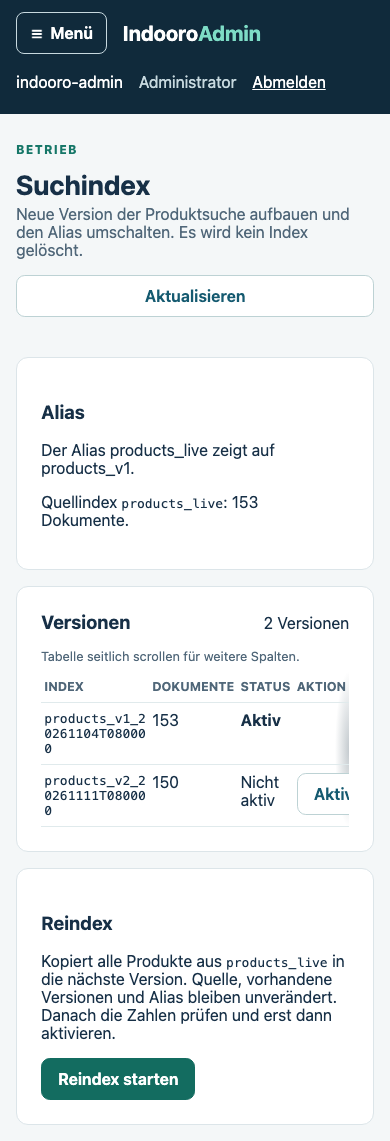 ≡ Menü IndooroAdmin
indooro-admin Administrator Abmelden
BETRIEB
Suchindex
Neue Version der Produktsuche aufbauen und
den Alias umschalten. Es wird kein Index
gelöscht.
Aktualisieren
Alias
Der Alias products_live zeigt auf
products_v1.
Quellindex products_live: 153
Dokumente.
Versionen 2 Versionen
Tabelle seitlich scrollen für weitere Spalten.
INDEX DOKUMENTE STATUS AKTION
products_v1_2 153 Aktiv
0261104T08000
0
products_v2_2 150 Nicht Aktiv
0261111T08000 aktiv
0
Reindex
Kopiert alle Produkte aus products_live in
die nächste Version. Quelle, vorhandene
Versionen und Alias bleiben unverändert.
Danach die Zahlen prüfen und erst dann
aktivieren.
Reindex starten